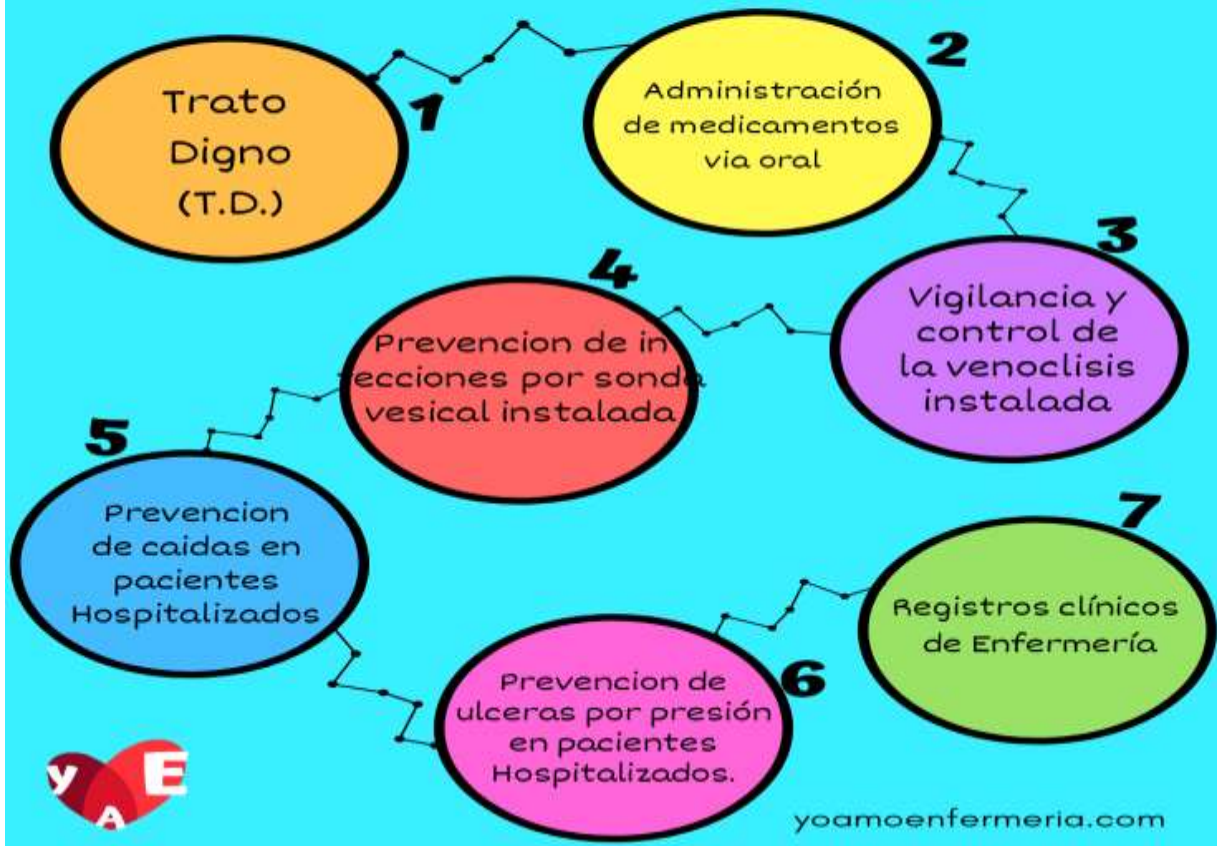 1
Trato
Digno
(T.D.)
2
Administración
de medicamentos
via oral
3
Vigilancia y
control de
la venoclisis
instalada
4
Prevencion de in
fecciones por sonda
vesical instalada
5
Prevencion
de caidas en
pacientes
Hospitalizados
6
Prevencion de
ulceras por presión
en pacientes
Hospitalizados.
7
Registros clínicos
de Enfermería
y A E
yoamoenfermeria.com